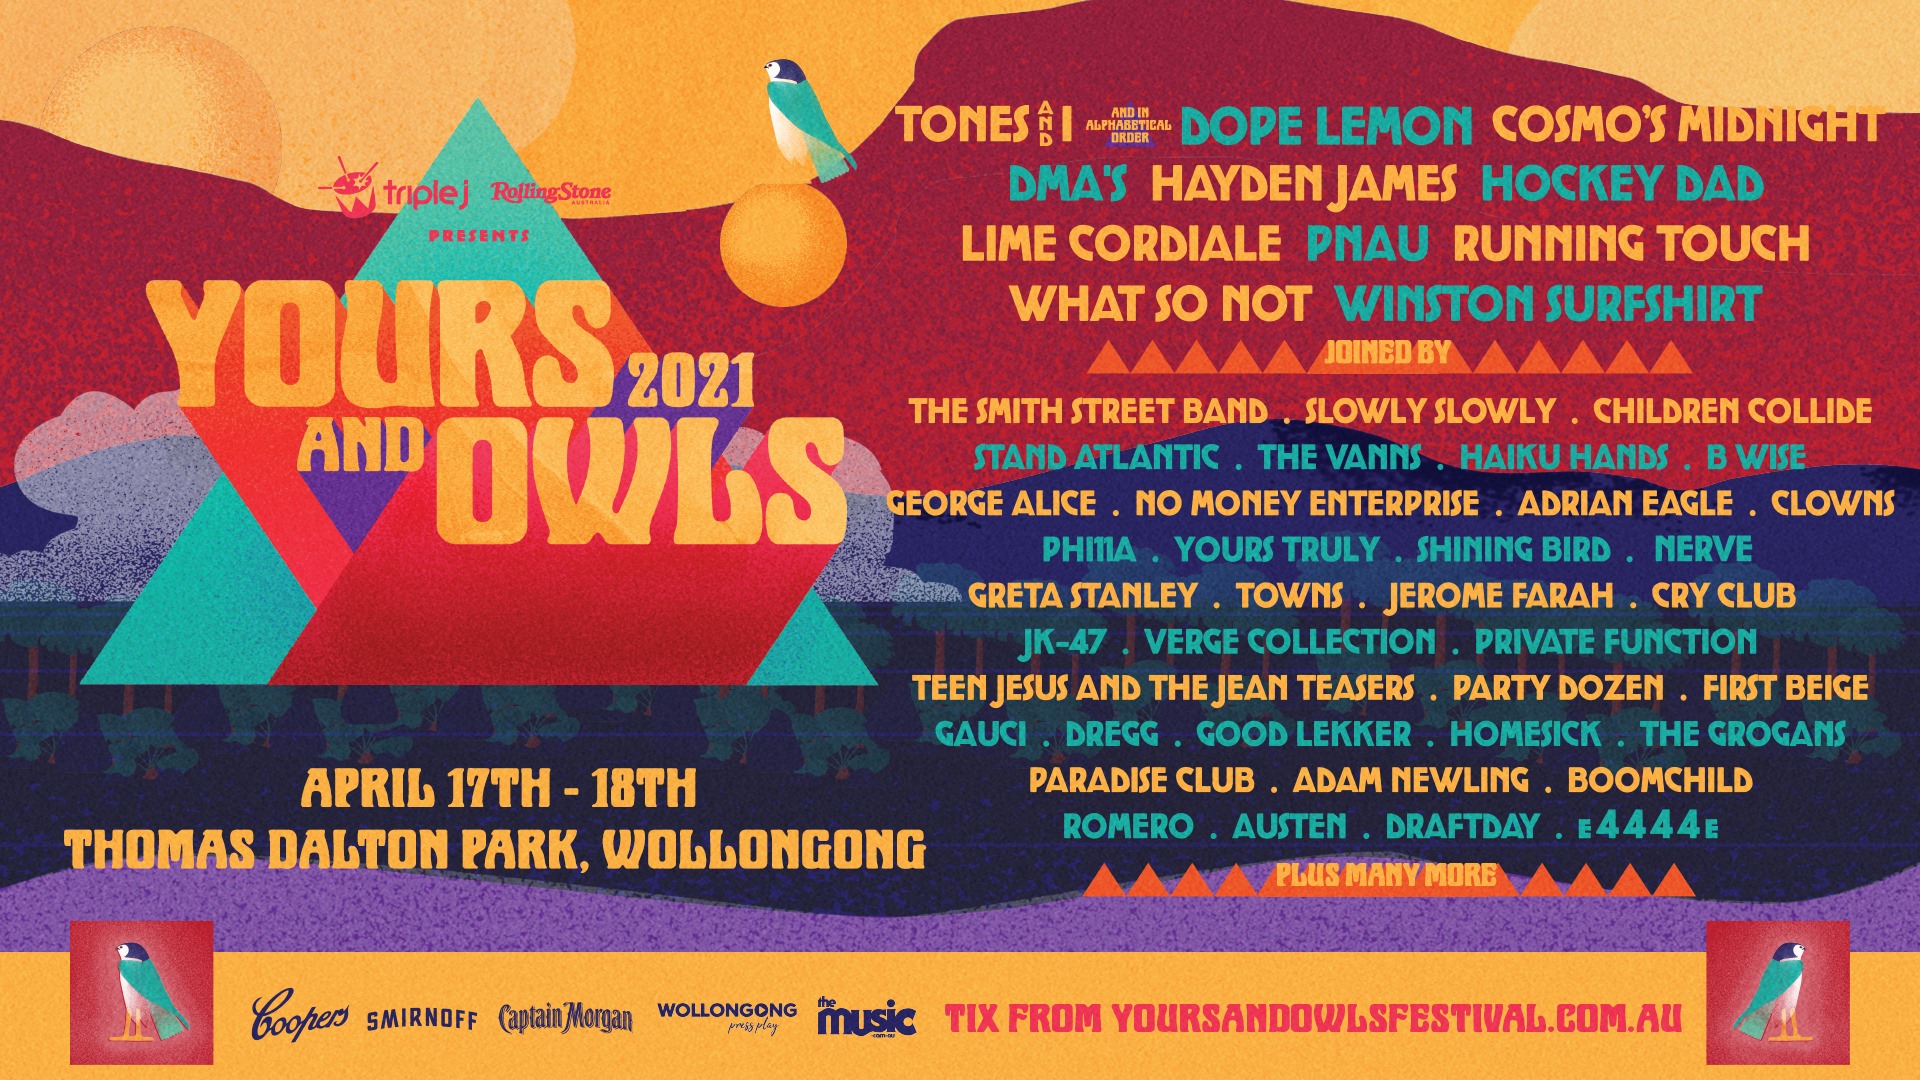 triple j RollingStone AUSTRALIA
PRESENTS
YOURS 2021
AND OWLS
APRIL 17TH - 18TH
THOMAS DALTON PARK, WOLLONGONG
TONES AND I AND IN ALPHABETICAL ORDER DOPE LEMON COSMO'S MIDNIGHT
DMA'S HAYDEN JAMES HOCKEY DAD
LIME CORDIALE PNAU RUNNING TOUCH
WHAT SO NOT WINSTON SURFSHIRT
JOINED BY
THE SMITH STREET BAND . SLOWLY SLOWLY . CHILDREN COLLIDE
STAND ATLANTIC . THE VANNS . HAIKU HANDS . B WISE
GEORGE ALICE . NO MONEY ENTERPRISE . ADRIAN EAGLE . CLOWNS
PHI11A . YOURS TRULY . SHINING BIRD . NERVE
GRETA STANLEY . TOWNS . JEROME FARAH . CRY CLUB
JK-47 . VERGE COLLECTION . PRIVATE FUNCTION
TEEN JESUS AND THE JEAN TEASERS . PARTY DOZEN . FIRST BEIGE
GAUCI . DREGG . GOOD LEKKER . HOMESICK . THE GROGANS
PARADISE CLUB . ADAM NEWLING . BOOMCHILD
ROMERO . AUSTEN . DRAFTDAY . E4444E
PLUS MANY MORE
Coopers SMIRNOFF Captain Morgan WOLLONGONG press play the music .com.au TIX FROM YOURSANDOWLSFESTIVAL.COM.AU